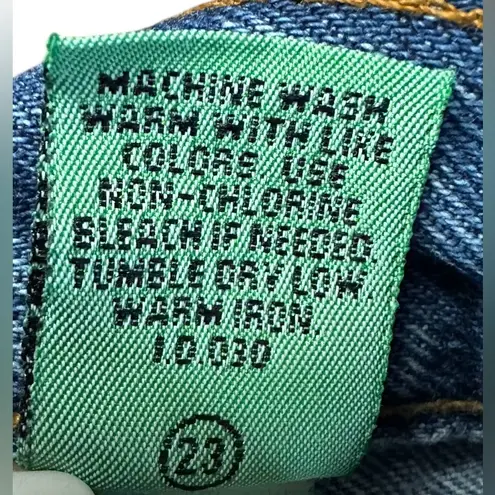 MACHINE WASH
WARM WITH LIKE
COLORS. USE
NON-CHLORINE
BLEACH IF NEEDED.
TUMBLE DRY LOW.
WARM IRON.
I.D.030
23